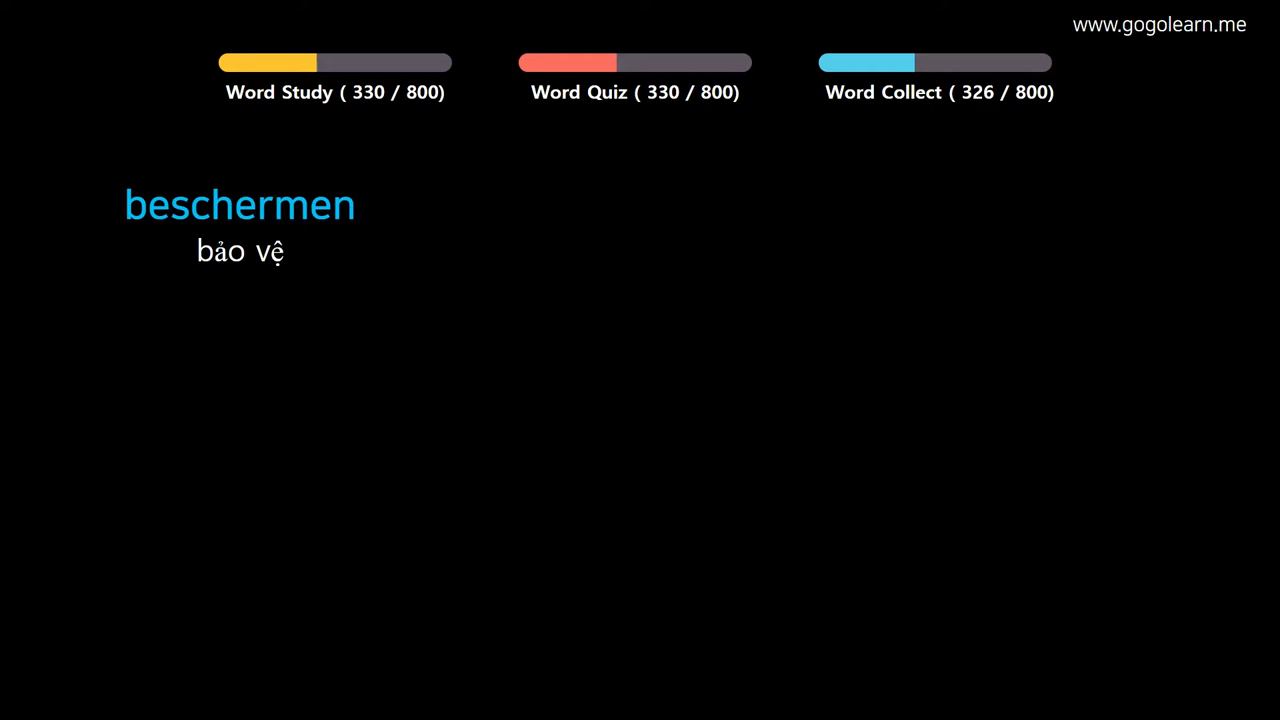 www.gogolearn.me
Word Study ( 330 / 800)
Word Quiz ( 330 / 800)
Word Collect ( 326 / 800)
beschermen
bảo vệ